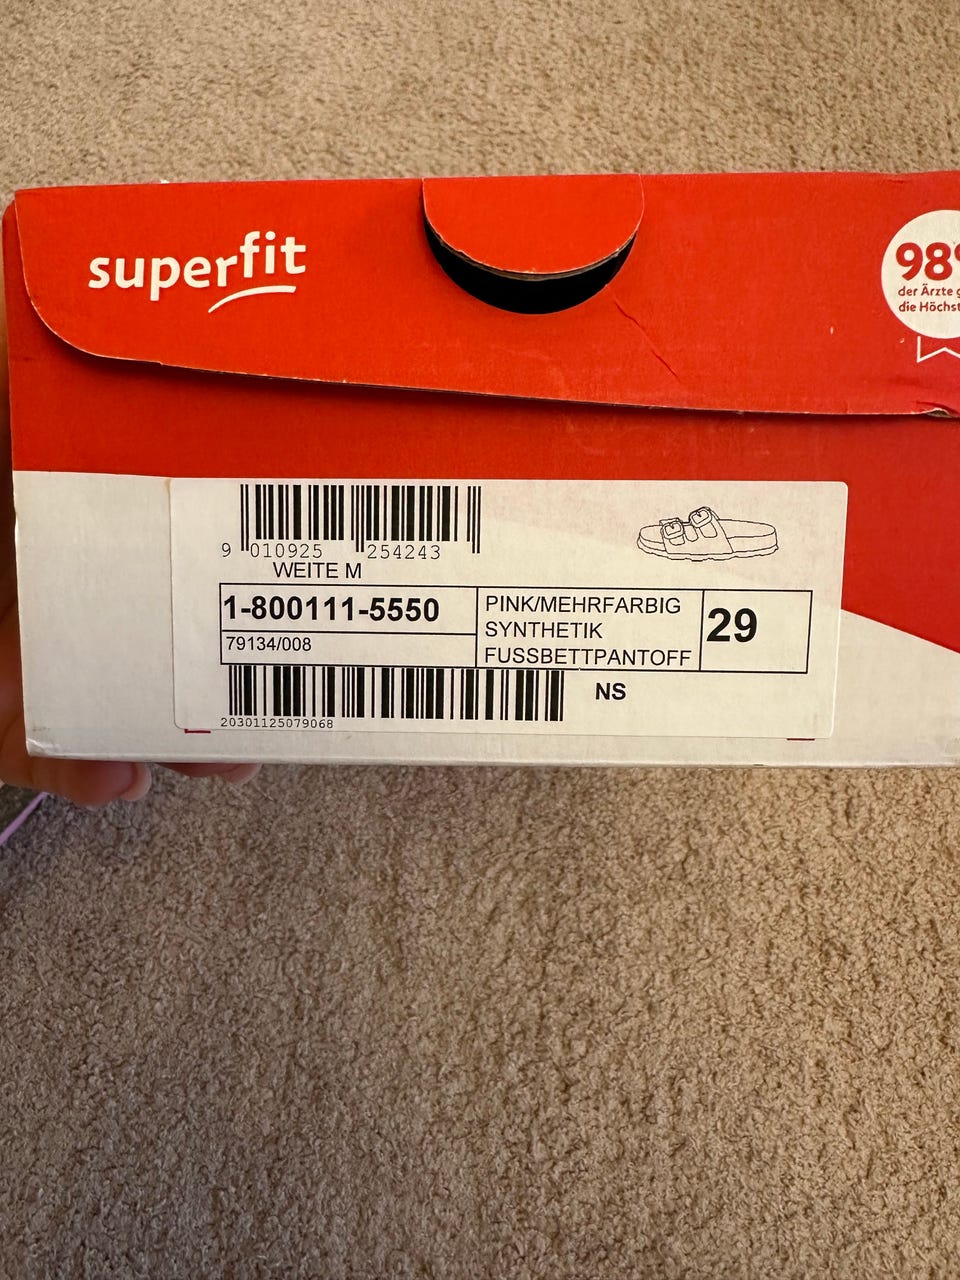 superfit
98
der Ärzte
die Höchst
9 010925 254243
WEITE M
1-800111-5550
79134/008
PINK/MEHRFARBIG
SYNTHETIK
FUSSBETTPANTOFF
29
NS
20301125079068